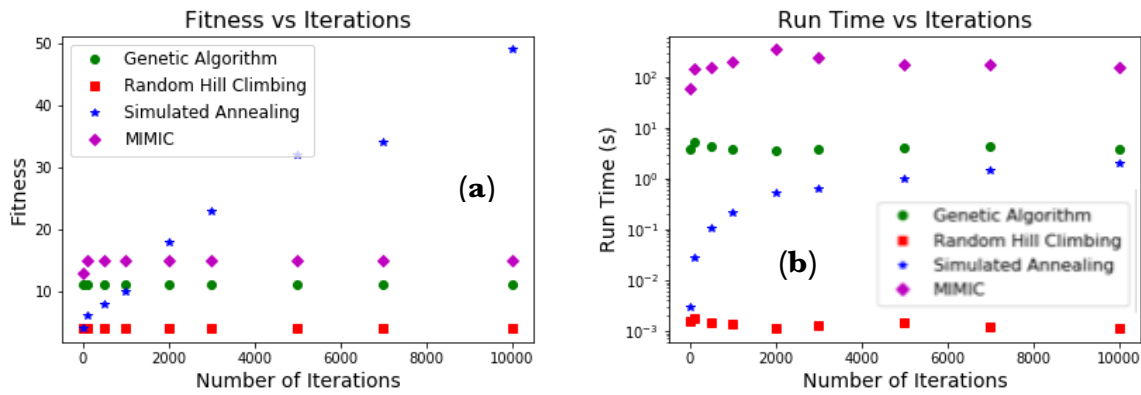 Fitness vs Iterations
50
40
30
20
10
Fitness
Genetic Algorithm
Random Hill Climbing
Simulated Annealing
MIMIC
(a)
0
2000
4000
6000
8000
10000
Number of Iterations
Run Time vs Iterations
10²
10¹
10⁰
10⁻¹
10⁻²
10⁻³
Run Time (s)
Genetic Algorithm
Random Hill Climbing
Simulated Annealing
MIMIC
(b)
0
2000
4000
6000
8000
10000
Number of Iterations